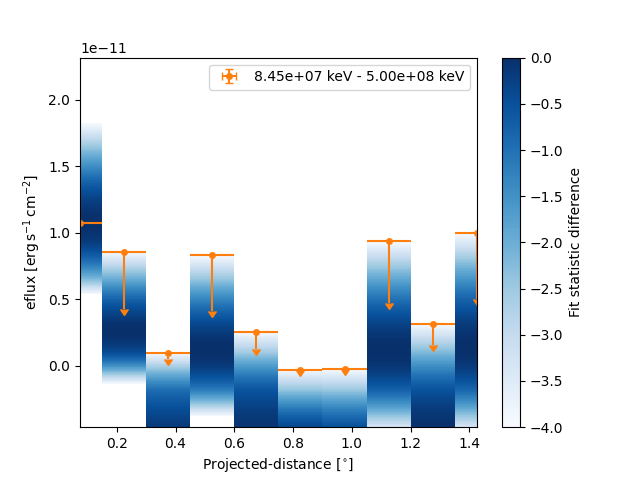 1e−11
8.45e+07 keV - 5.00e+08 keV
2.0
1.5
1.0
0.5
0.0
eflux [erg s⁻¹ cm⁻²]
0.2 0.4 0.6 0.8 1.0 1.2 1.4
Projected-distance [°]
0.0
−0.5
−1.0
−1.5
−2.0
−2.5
−3.0
−3.5
−4.0
Fit statistic difference